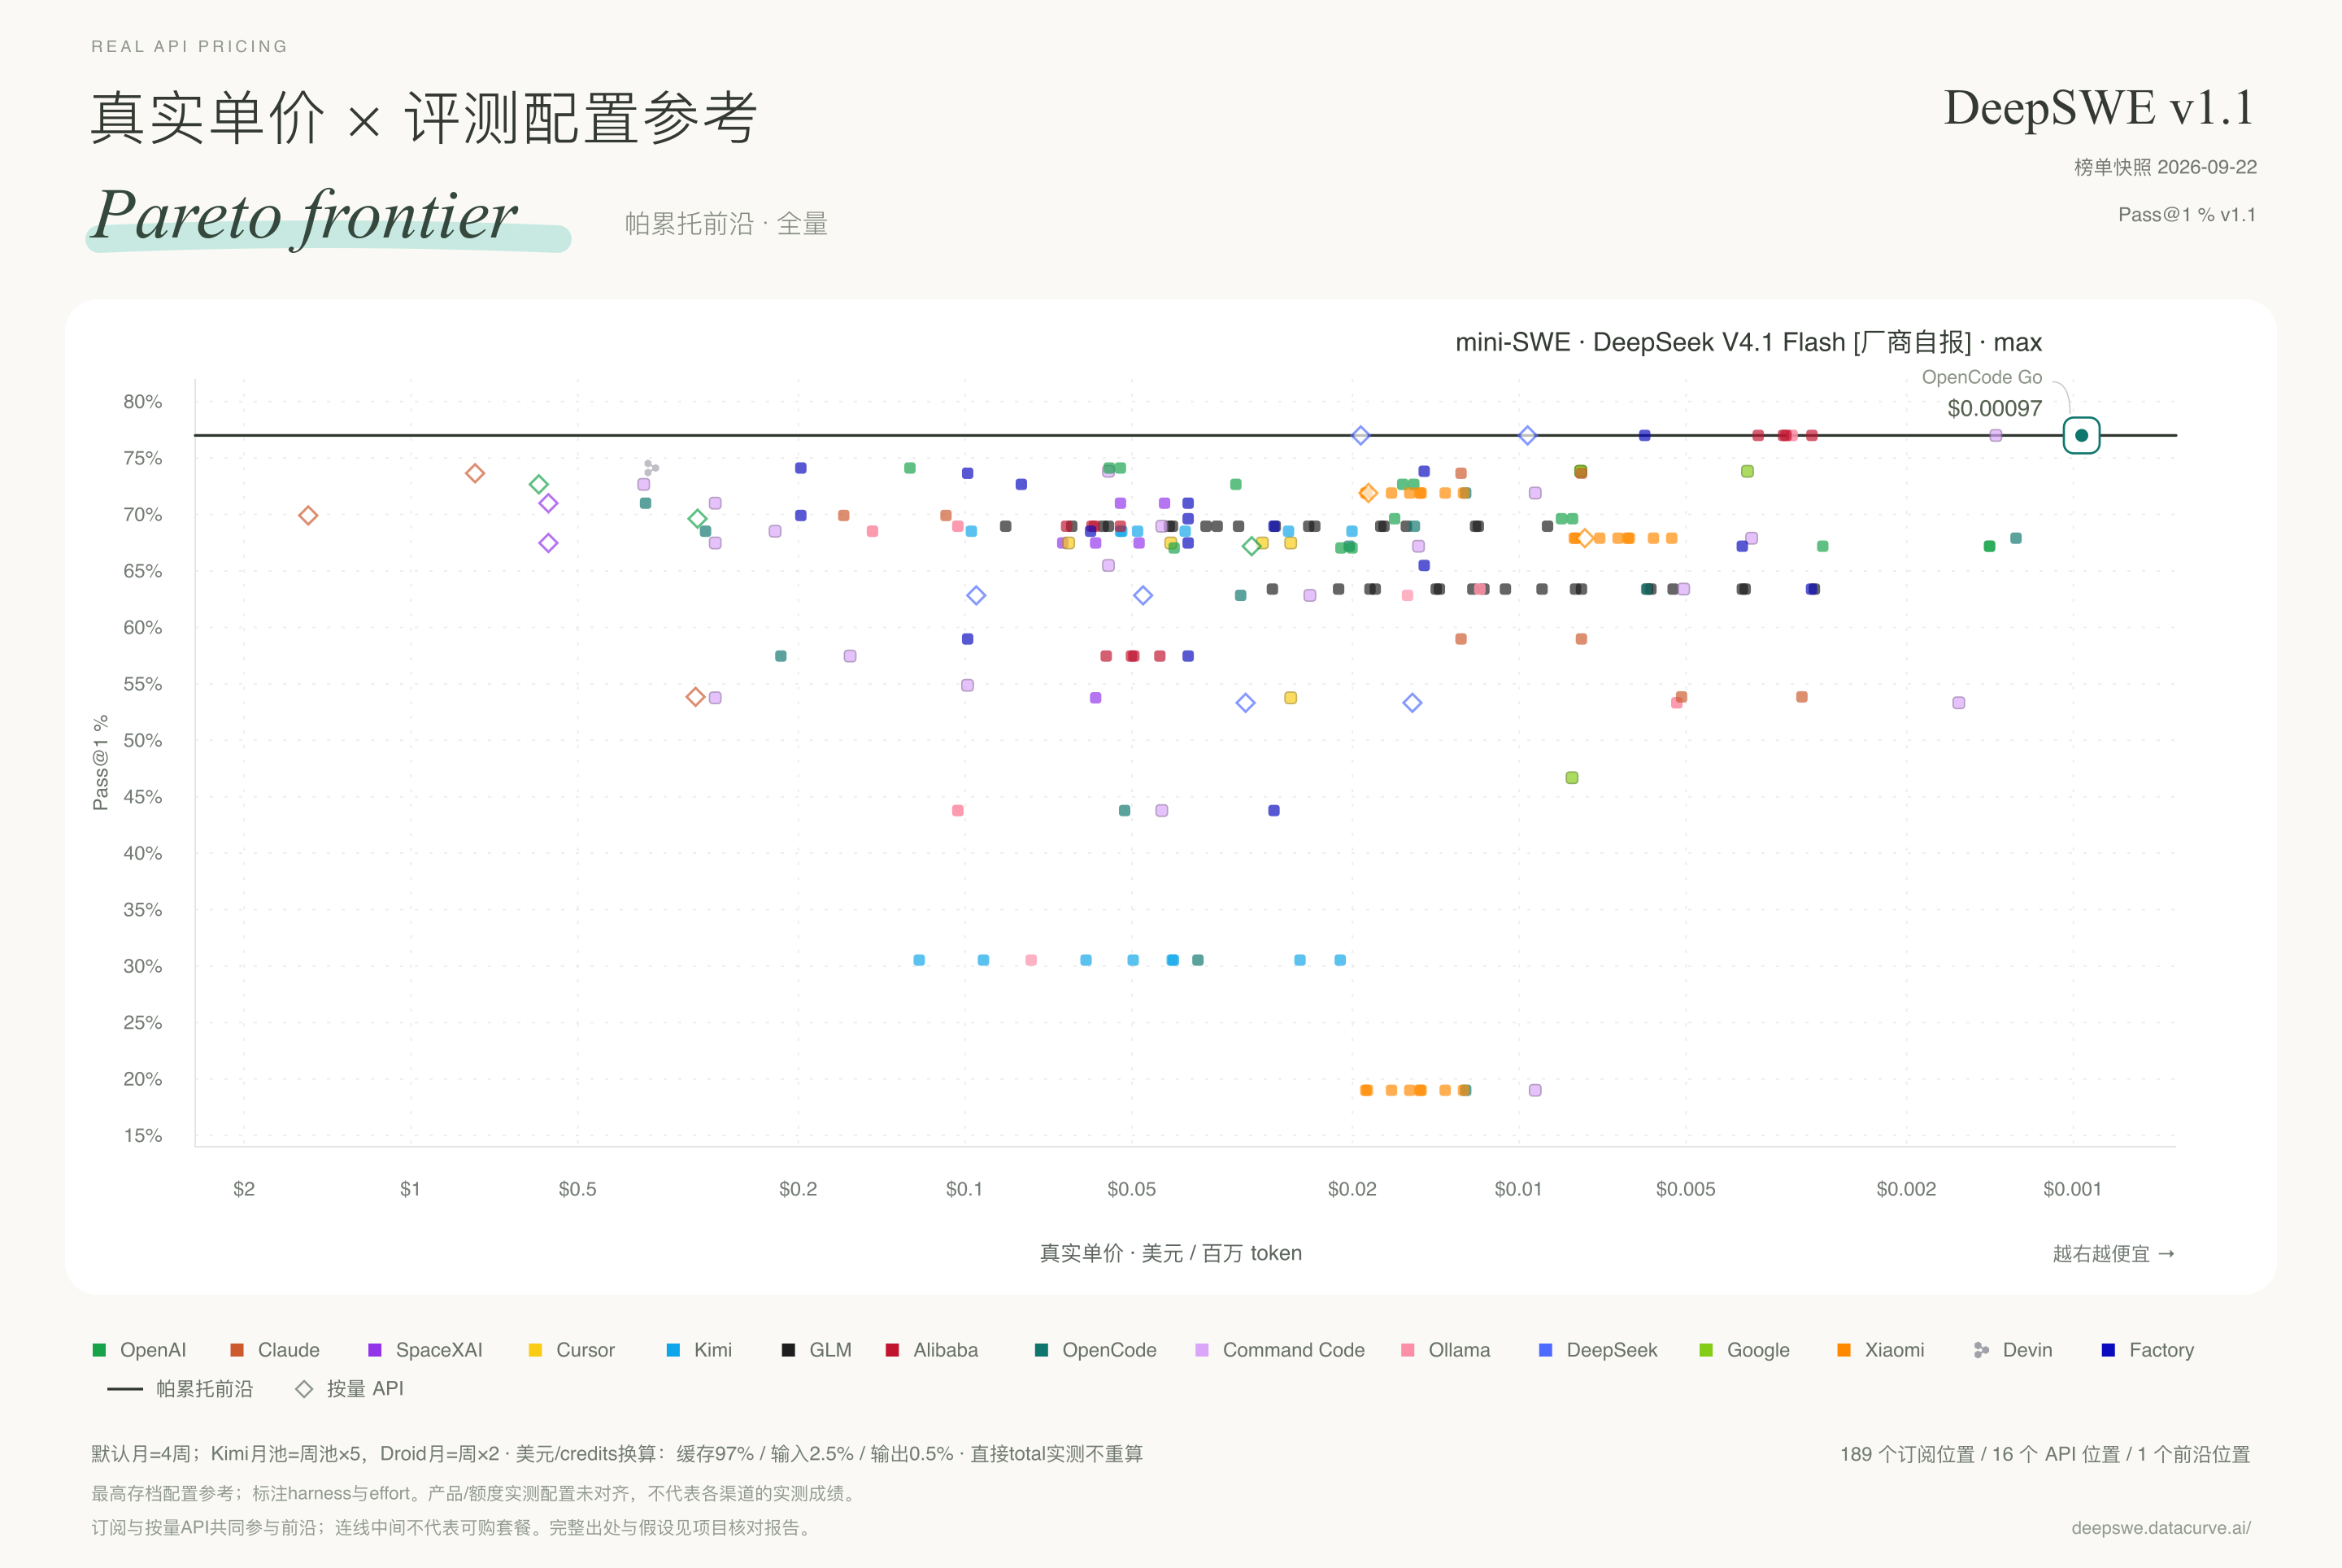 REAL API PRICING
真实单价 × 评测配置参考
Pareto frontier
帕累托前沿 · 全量
DeepSWE v1.1
榜单快照 2026-09-22
Pass@1 % v1.1
mini-SWE · DeepSeek V4.1 Flash [厂商自报] · max
OpenCode Go
$0.00097
80%
75%
70%
65%
60%
55%
50%
45%
40%
35%
30%
25%
20%
15%
Pass@1 %
$2 $1 $0.5 $0.2 $0.1 $0.05 $0.02 $0.01 $0.005 $0.002 $0.001
真实单价 · 美元 / 百万 token
越右越便宜 →
OpenAI Claude SpaceXAI Cursor Kimi GLM Alibaba OpenCode Command Code Ollama DeepSeek Google Xiaomi Devin Factory
帕累托前沿 按量 API
默认月=4周；Kimi月池=周池×5，Droid月=周×2 · 美元/credits换算：缓存97% / 输入2.5% / 输出0.5% · 直接total实测不重算
189 个订阅位置 / 16 个 API 位置 / 1 个前沿位置
最高存档配置参考；标注harness与effort。产品/额度实测配置未对齐，不代表各渠道的实测成绩。
订阅与按量API共同参与前沿；连线中间不代表可购套餐。完整出处与假设见项目核对报告。
deepswe.datacurve.ai/